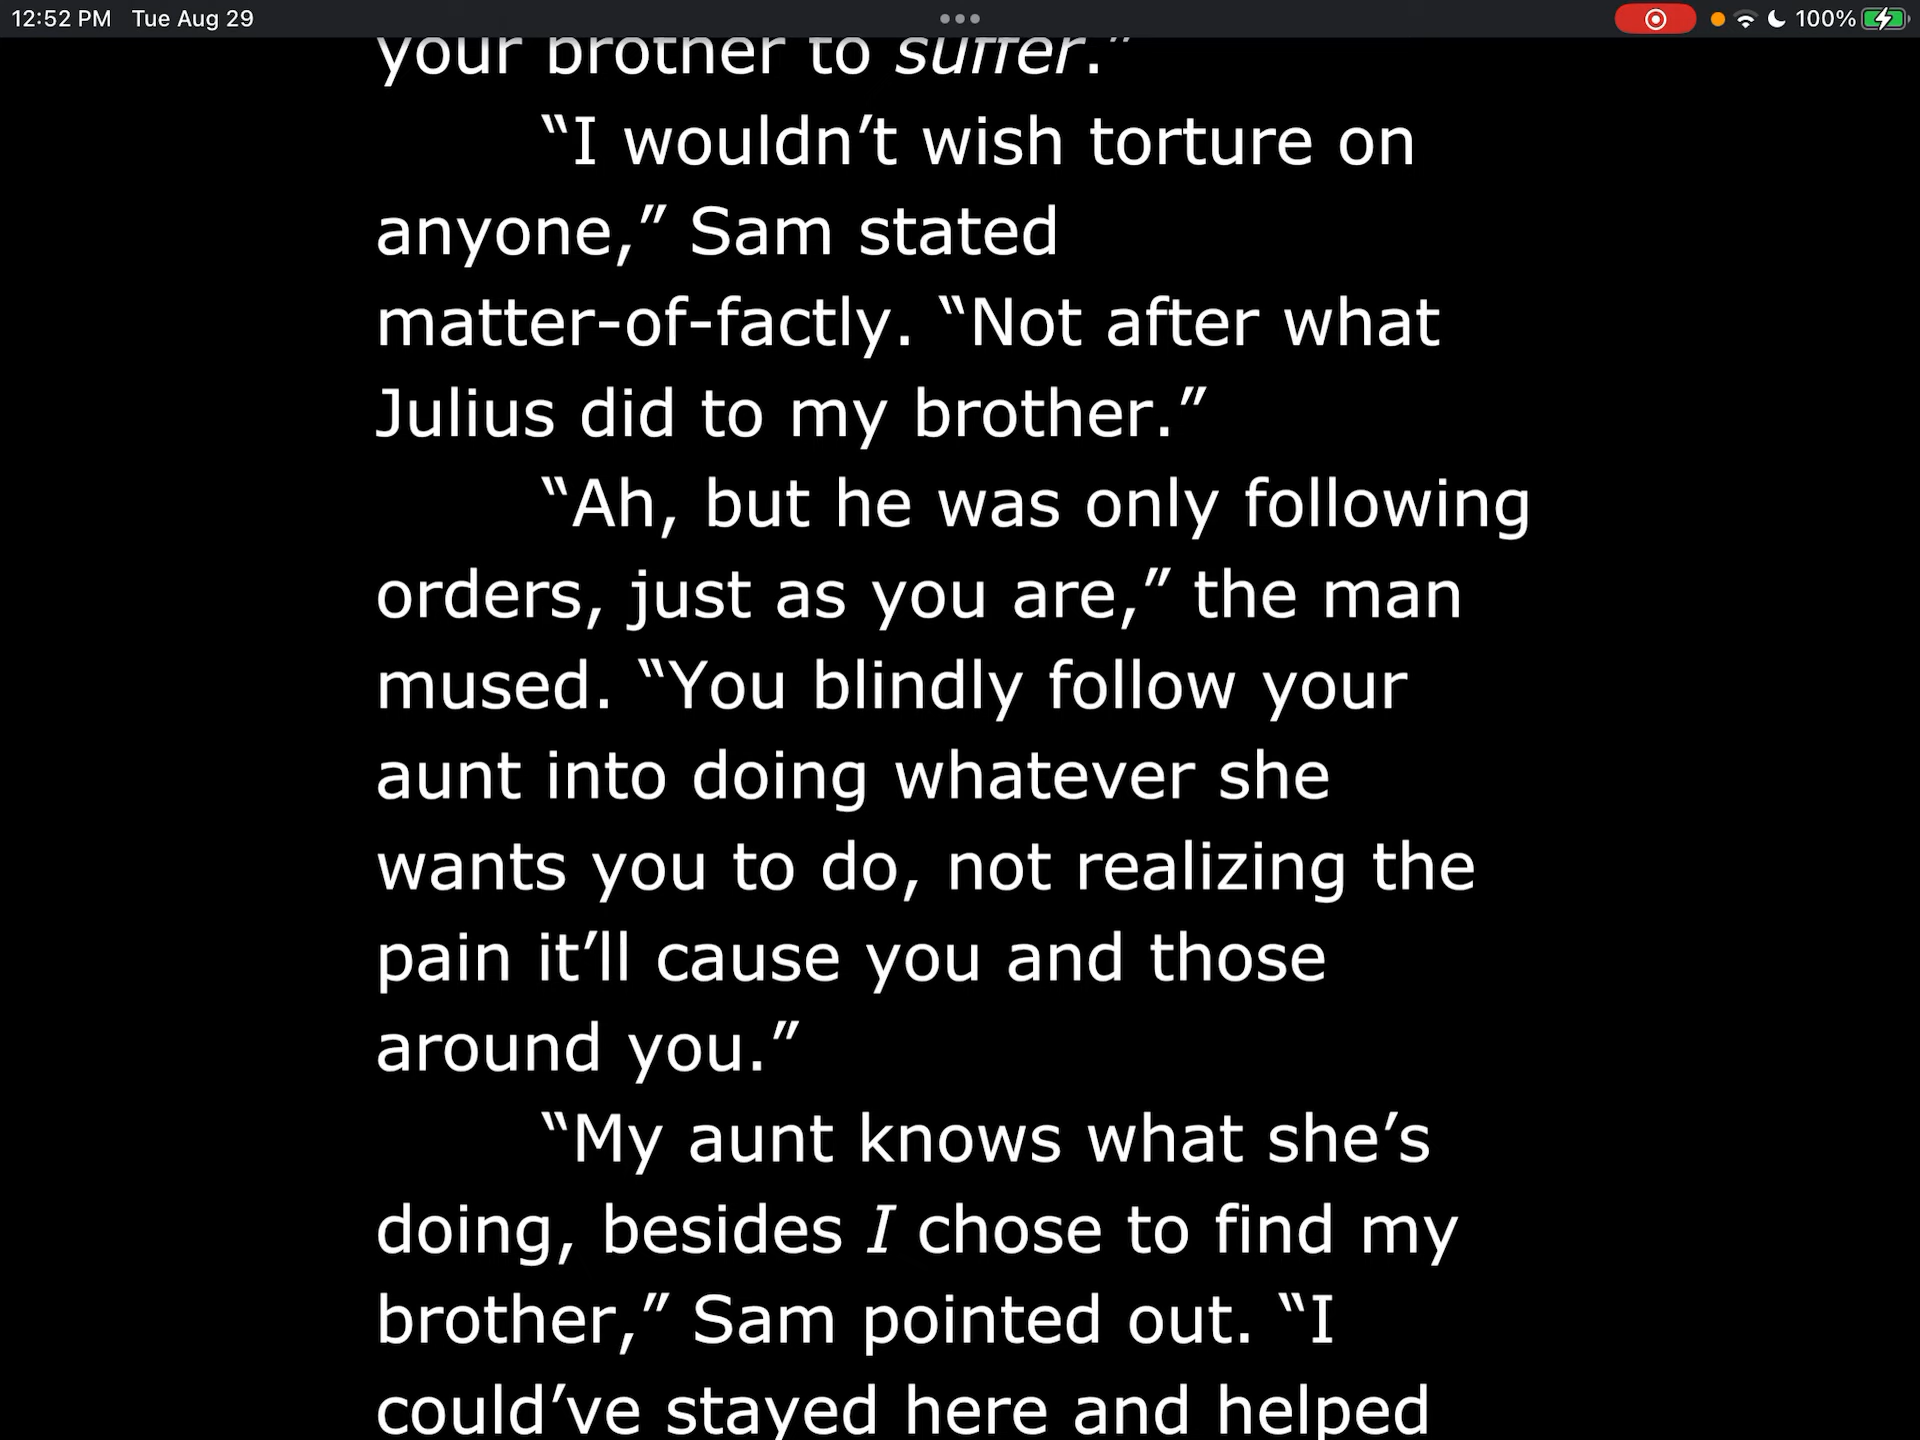 12:52 PM Tue Aug 29 100%
your brother to suffer.”
“I wouldn’t wish torture on
anyone,” Sam stated
matter-of-factly. “Not after what
Julius did to my brother.”
“Ah, but he was only following
orders, just as you are,” the man
mused. “You blindly follow your
aunt into doing whatever she
wants you to do, not realizing the
pain it’ll cause you and those
around you.”
“My aunt knows what she’s
doing, besides I chose to find my
brother,” Sam pointed out. “I
could’ve stayed here and helped